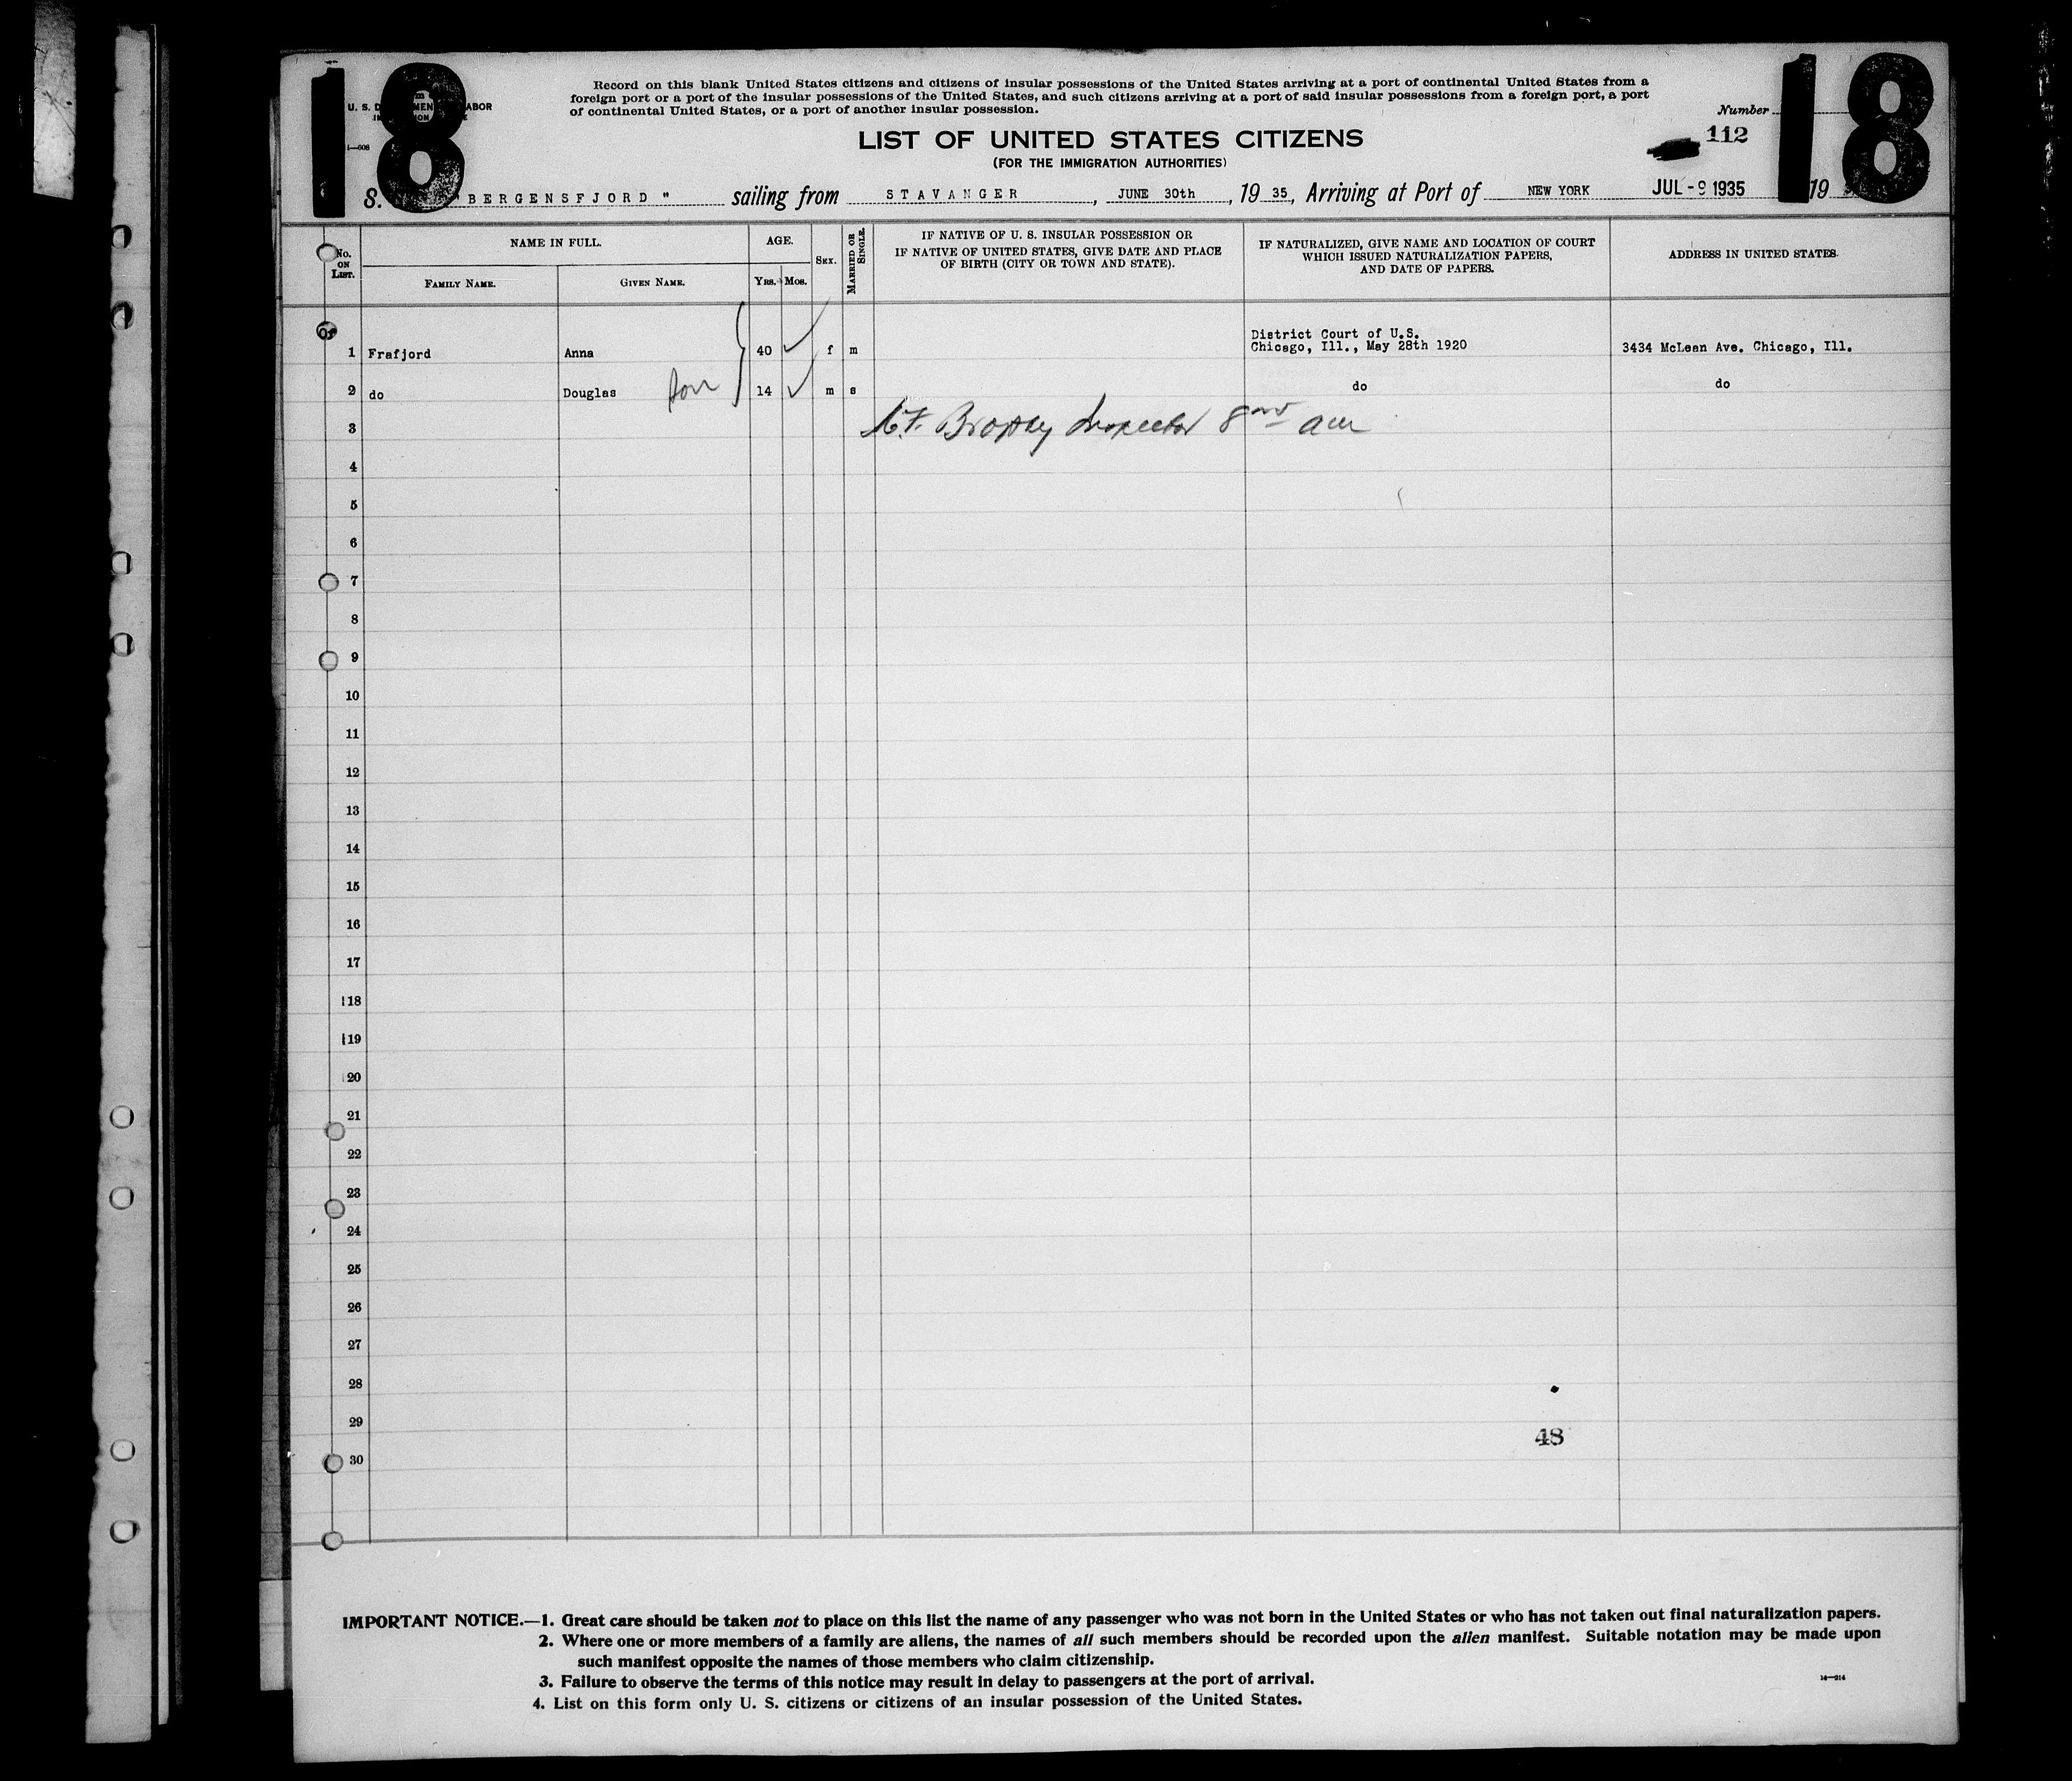 18
18
Record on this blank United States citizens and citizens of insular possessions of the United States arriving at a port of continental United States from a
foreign port or a port of the insular possessions of the United States, and such citizens arriving at a port of said insular possessions from a foreign port, a port
of continental United States, or a port of another insular possession.
Number
112
LIST OF UNITED STATES CITIZENS
(FOR THE IMMIGRATION AUTHORITIES)
S. "BERGENSFJORD" sailing from STAVANGER, JUNE 30th, 19 35, Arriving at Port of NEW YORK JUL - 9 1935 19
No. ON LIST.
NAME IN FULL.
FAMILY NAME.
GIVEN NAME.
AGE.
YRS. MOS.
SEX.
MARRIED OR SINGLE.
IF NATIVE OF U. S. INSULAR POSSESSION OR
IF NATIVE OF UNITED STATES, GIVE DATE AND PLACE
OF BIRTH (CITY OR TOWN AND STATE).
IF NATURALIZED, GIVE NAME AND LOCATION OF COURT
WHICH ISSUED NATURALIZATION PAPERS,
AND DATE OF PAPERS.
ADDRESS IN UNITED STATES.
District Court of U.S.
1 Frafjord Anna 40 f m Chicago, Ill., May 28th 1920 3434 McLean Ave. Chicago, Ill.
2 do Douglas son 14 m s do do
3 Brophy Inspector 8 am
4
5
6
7
8
9
10
11
12
13
14
15
16
17
18
19
20
21
22
23
24
25
26
27
28
29
48
30
IMPORTANT NOTICE.—1. Great care should be taken not to place on this list the name of any passenger who was not born in the United States or who has not taken out final naturalization papers.
2. Where one or more members of a family are aliens, the names of all such members should be recorded upon the alien manifest. Suitable notation may be made upon
such manifest opposite the names of those members who claim citizenship.
3. Failure to observe the terms of this notice may result in delay to passengers at the port of arrival.
4. List on this form only U. S. citizens or citizens of an insular possession of the United States.